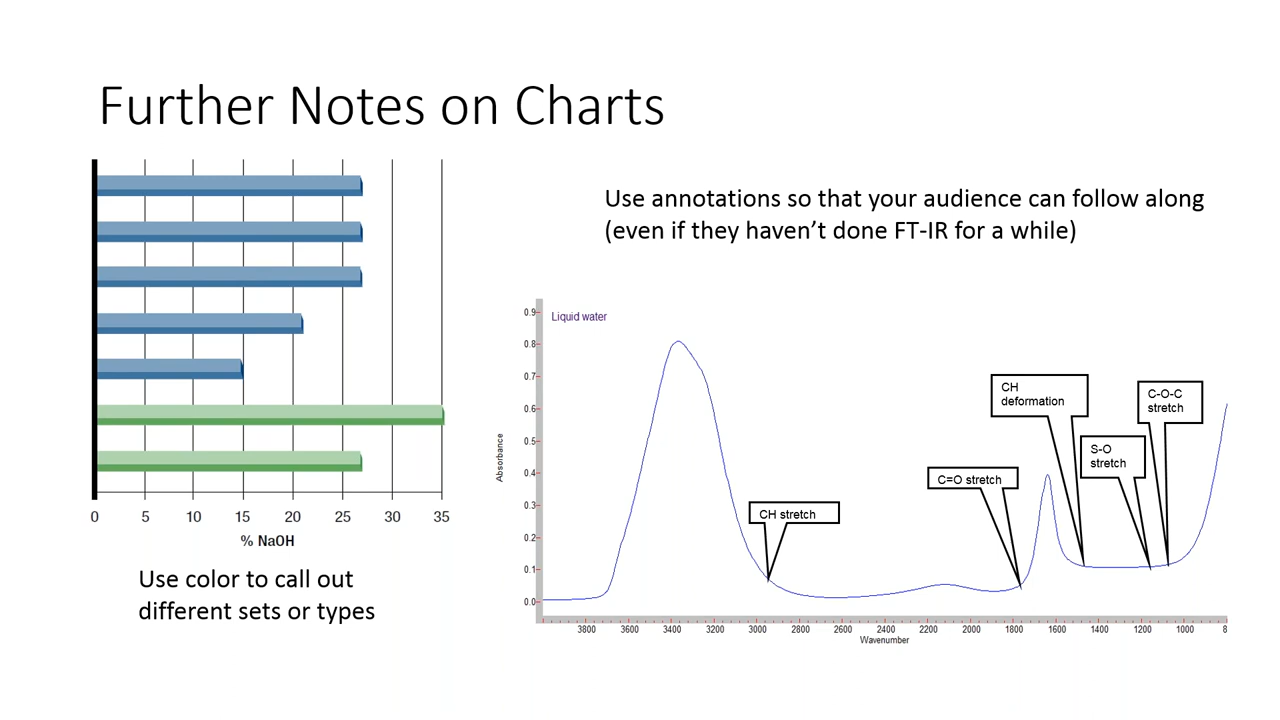 Further Notes on Charts
0 5 10 15 20 25 30 35
% NaOH
Use color to call out
different sets or types
Use annotations so that your audience can follow along
(even if they haven't done FT-IR for a while)
Liquid water
0.9
0.8
0.7
0.6
0.5
0.4
0.3
0.2
0.1
0.0
Absorbance
CH stretch
C=O stretch
CH
deformation
S-O
stretch
C-O-C
stretch
3800 3600 3400 3200 3000 2800 2600 2400 2200 2000 1800 1600 1400 1200 1000 8
Wavenumber